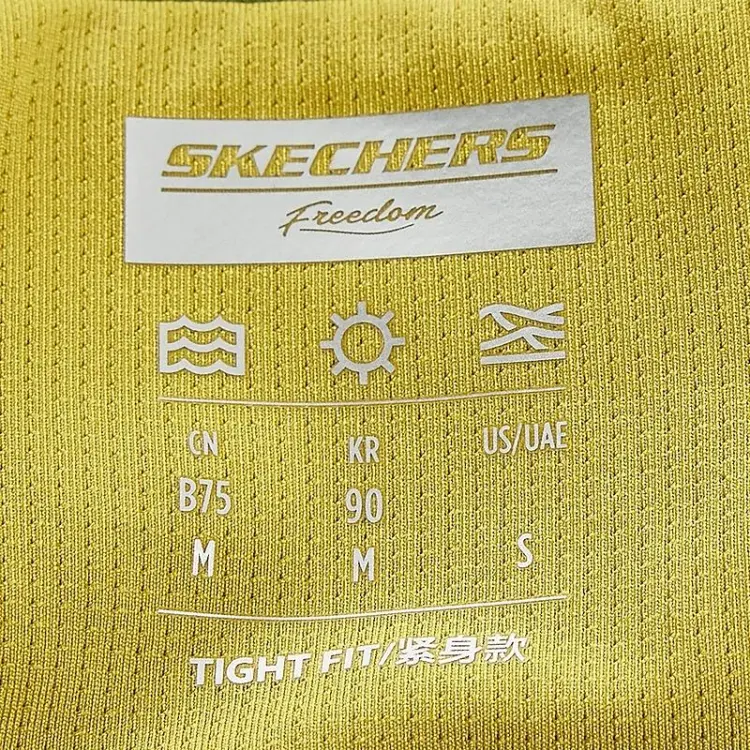 SKECHERS
Freedom
CN KR US/UAE
B75 90
M M S
TIGHT FIT/紧身款